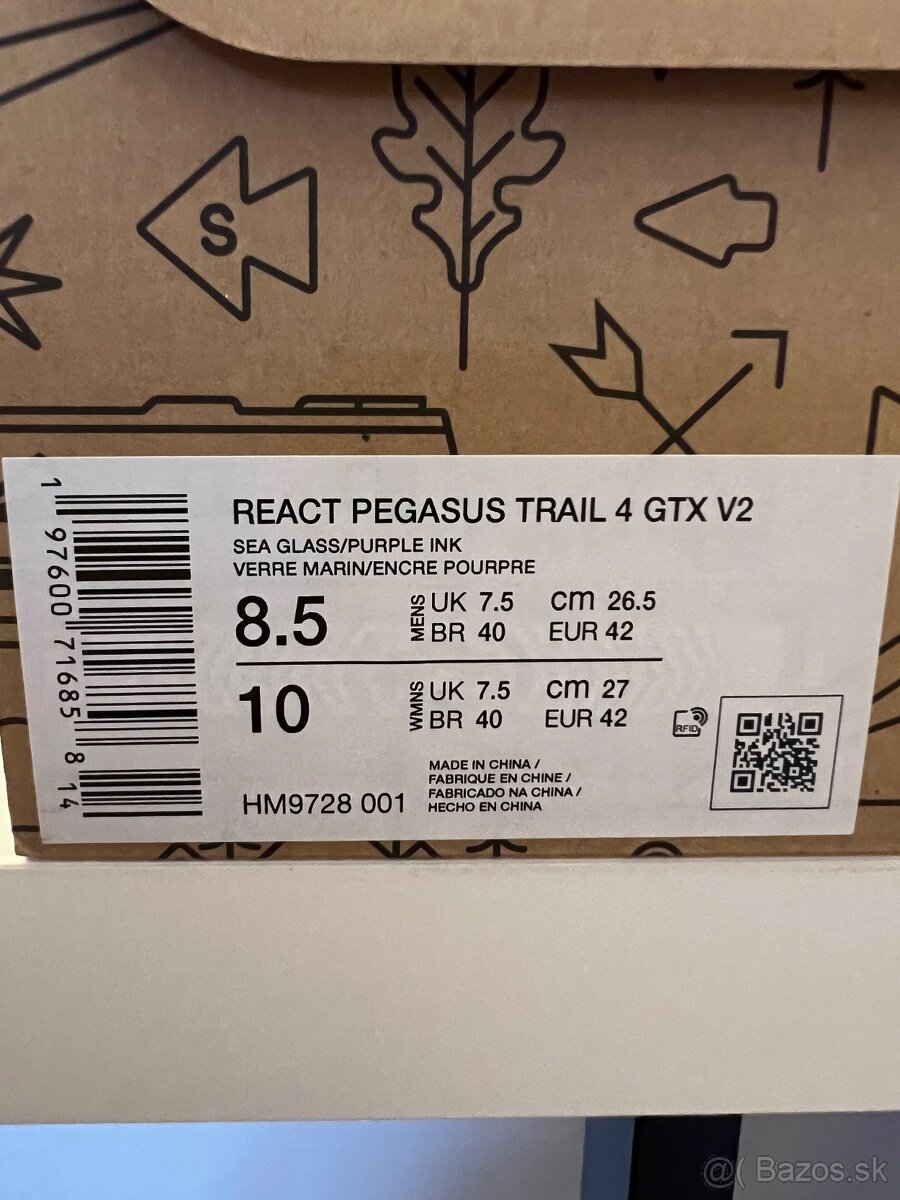 S
REACT PEGASUS TRAIL 4 GTX V2
SEA GLASS/PURPLE INK
VERRE MARIN/ENCRE POURPRE
8.5 MENS UK 7.5 CM 26.5
BR 40 EUR 42
10 WMNS UK 7.5 CM 27
BR 40 EUR 42
RFID
MADE IN CHINA /
FABRIQUE EN CHINE /
FABRICADO NA CHINA /
HECHO EN CHINA
HM9728 001
1 97600 71685 8 14
@( Bazos.sk